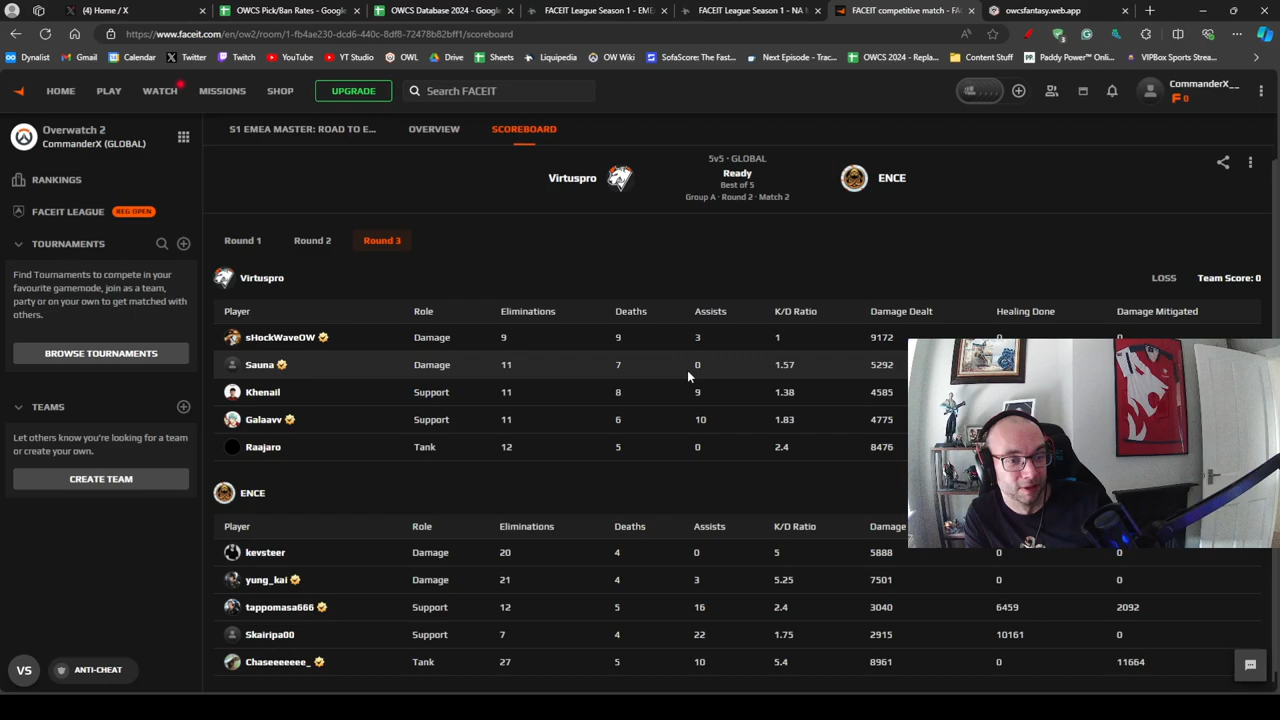 (4) Home / X
OWCS Pick/Ban Rates - Google
OWCS Database 2024 - Google
FACEIT League Season 1 - EME
FACEIT League Season 1 - NA M
FACEIT competitive match - FAC
owcsfantasy.web.app
https://www.faceit.com/en/ow2/room/1-fb4ae230-dcd6-440c-8df8-72478b82bff1/scoreboard
Dynalist
Gmail
Calendar
Twitter
Twitch
YouTube
YT Studio
OWL
Drive
Sheets
Liquipedia
OW Wiki
SofaScore: The Fast...
Next Episode - Trac...
OWCS 2024 - Repla...
Content Stuff
Paddy Power™ Onli...
VIPBox Sports Strea...
HOME
PLAY
WATCH
MISSIONS
SHOP
UPGRADE
Search FACEIT
CommanderX__
F 0
Overwatch 2
CommanderX (GLOBAL)
RANKINGS
FACEIT LEAGUE REG OPEN
TOURNAMENTS
Find Tournaments to compete in your
favourite gamemode, join as a team,
party or on your own to get matched with
others.
BROWSE TOURNAMENTS
TEAMS
Let others know you're looking for a team
or create your own.
CREATE TEAM
VS
ANTI-CHEAT
S1 EMEA MASTER: ROAD TO E...
OVERVIEW
SCOREBOARD
Virtuspro
5v5 · GLOBAL
Ready
Best of 5
Group A · Round 2 · Match 2
ENCE
Round 1
Round 2
Round 3
Virtuspro
LOSS
Team Score: 0
Player Role Eliminations Deaths Assists K/D Ratio Damage Dealt Healing Done Damage Mitigated
sHockWaveOW Damage 9 9 3 1 9172
Sauna Damage 11 7 0 1.57 5292
Khenail Support 11 8 9 1.38 4585
Galaavv Support 11 6 10 1.83 4775
Raajaro Tank 12 5 0 2.4 8476
ENCE
Player Role Eliminations Deaths Assists K/D Ratio Damage
kevsteer Damage 20 4 0 5 5888 0 0
yung_kai Damage 21 4 3 5.25 7501 0 0
tappomasa666 Support 12 5 16 2.4 3040 6459 2092
Skairipa00 Support 7 4 22 1.75 2915 10161 0
Chaseeeeeee_ Tank 27 5 10 5.4 8961 0 11664